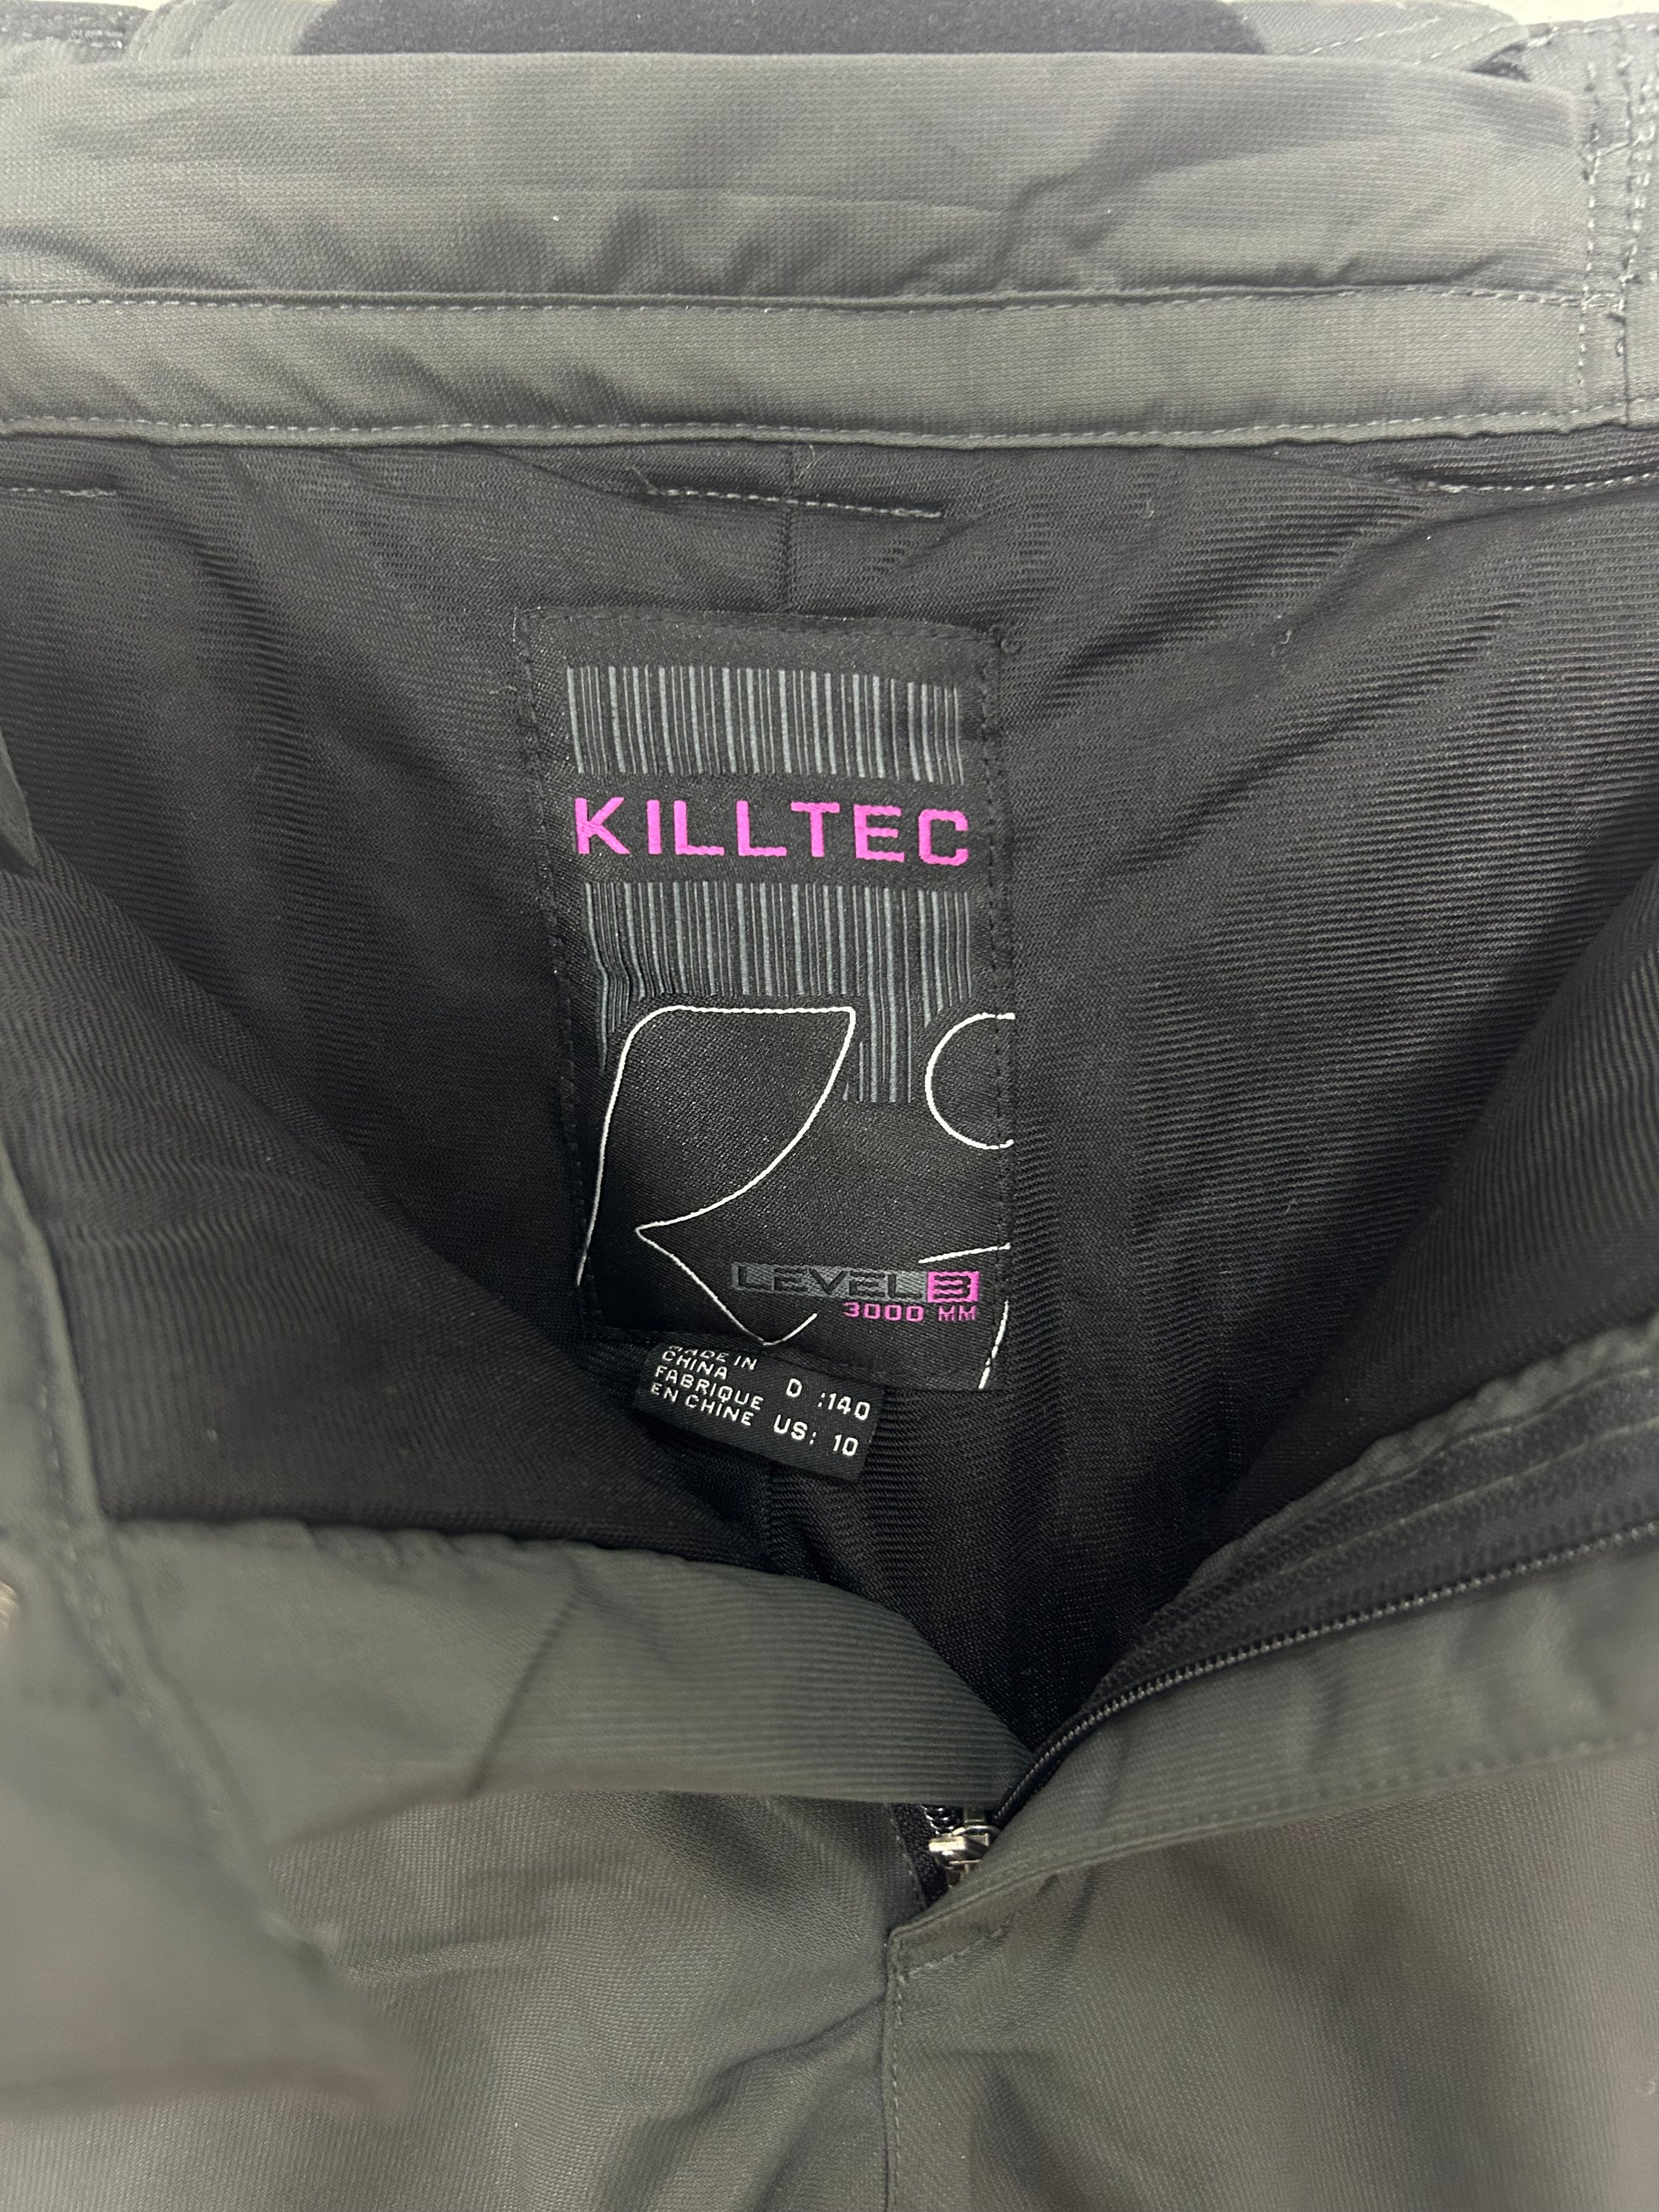 KILLTEC
LEVEL 3
3000 MM
MADE IN
CHINA
FABRIQUE
EN CHINE
D :140
US: 10